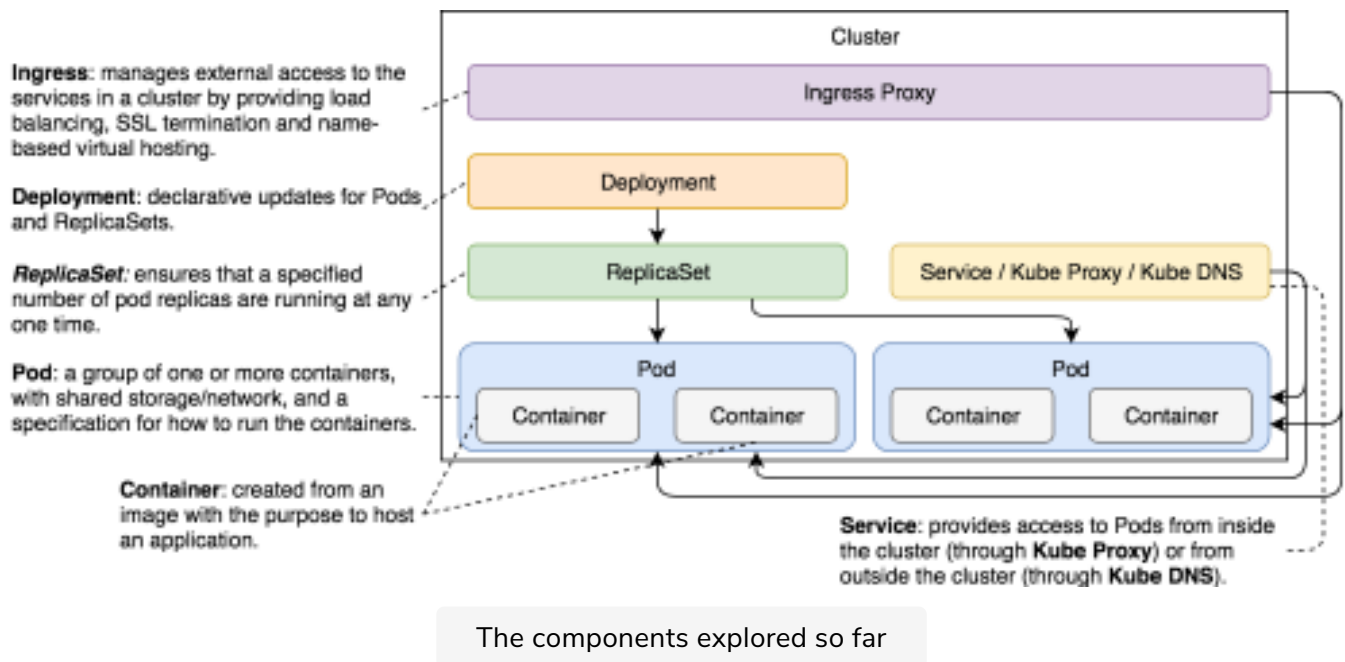 Cluster
Ingress: manages external access to the
services in a cluster by providing load
balancing, SSL termination and name-
based virtual hosting.
Ingress Proxy
Deployment: declarative updates for Pods
and ReplicaSets.
Deployment
ReplicaSet: ensures that a specified
number of pod replicas are running at any
one time.
ReplicaSet
Service / Kube Proxy / Kube DNS
Pod: a group of one or more containers,
with shared storage/network, and a
specification for how to run the containers.
Pod
Container
Container
Pod
Container
Container
Container: created from an
image with the purpose to host
an application.
Service: provides access to Pods from inside
the cluster (through Kube Proxy) or from
outside the cluster (through Kube DNS).
The components explored so far